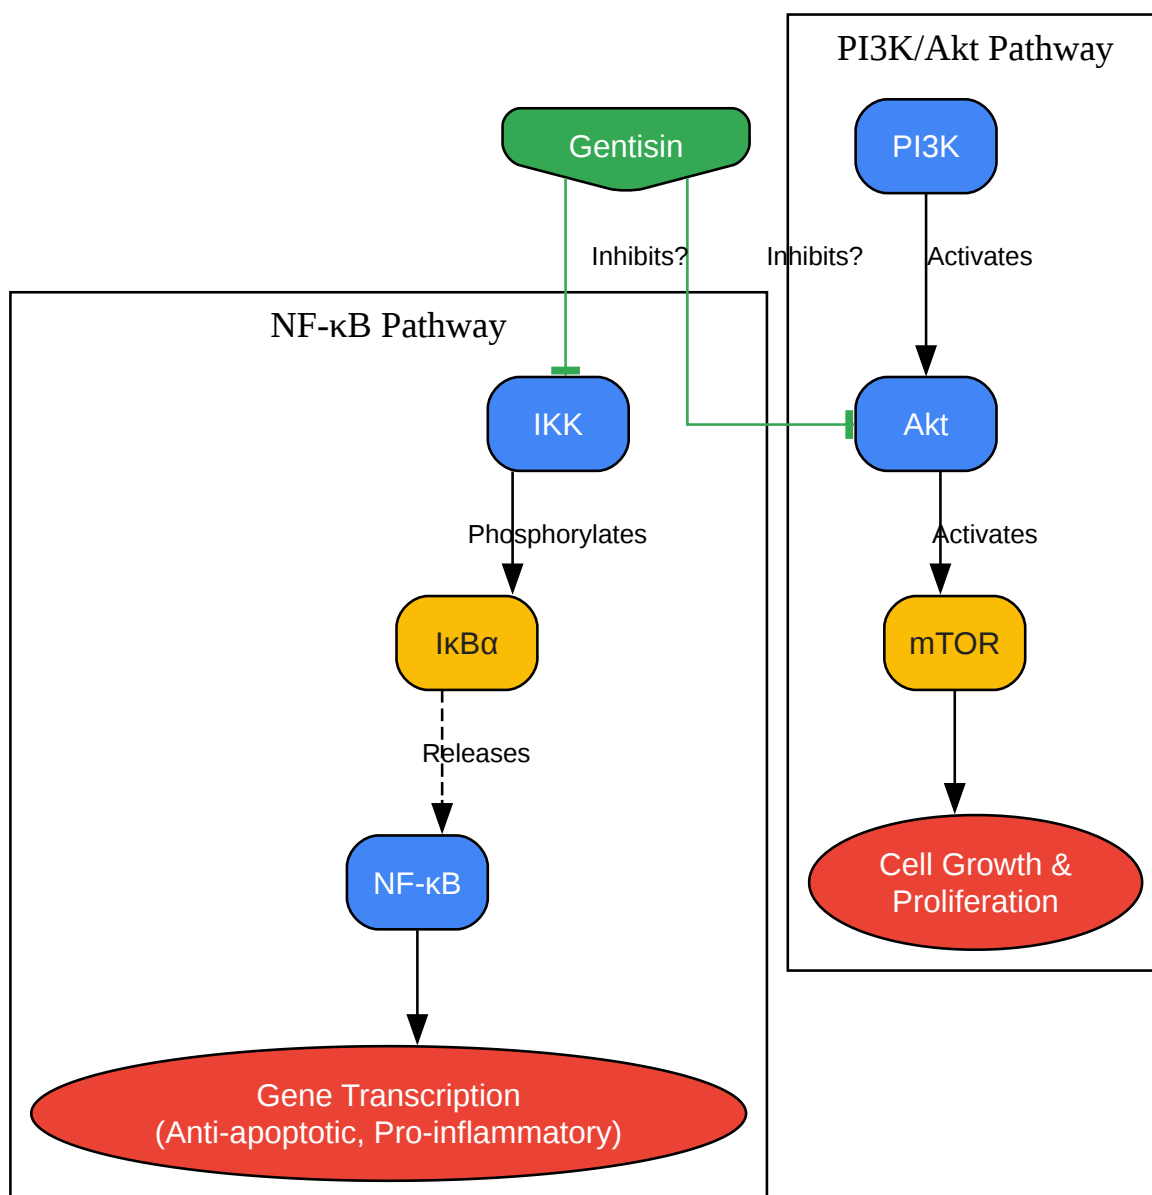 PI3K/Akt Pathway
Gentisin
PI3K
Inhibits?
Inhibits?
Activates
NF-κB Pathway
IKK
Akt
Phosphorylates
Activates
IκBα
mTOR
Releases
NF-κB
Cell Growth &
Proliferation
Gene Transcription
(Anti-apoptotic, Pro-inflammatory)